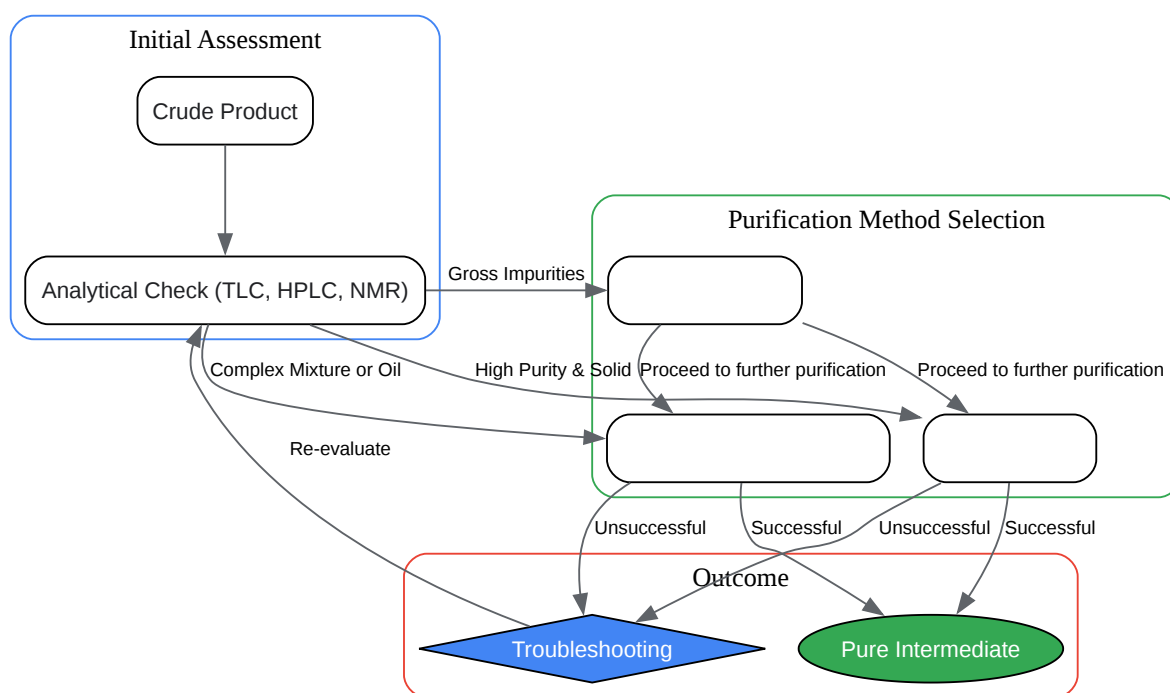 Initial Assessment
Crude Product
Purification Method Selection
Analytical Check (TLC, HPLC, NMR)
Gross Impurities
Complex Mixture or Oil
High Purity & Solid
Proceed to further purification
Proceed to further purification
Re-evaluate
Unsuccessful
Successful
Unsuccessful
Successful
Outcome
Troubleshooting
Pure Intermediate